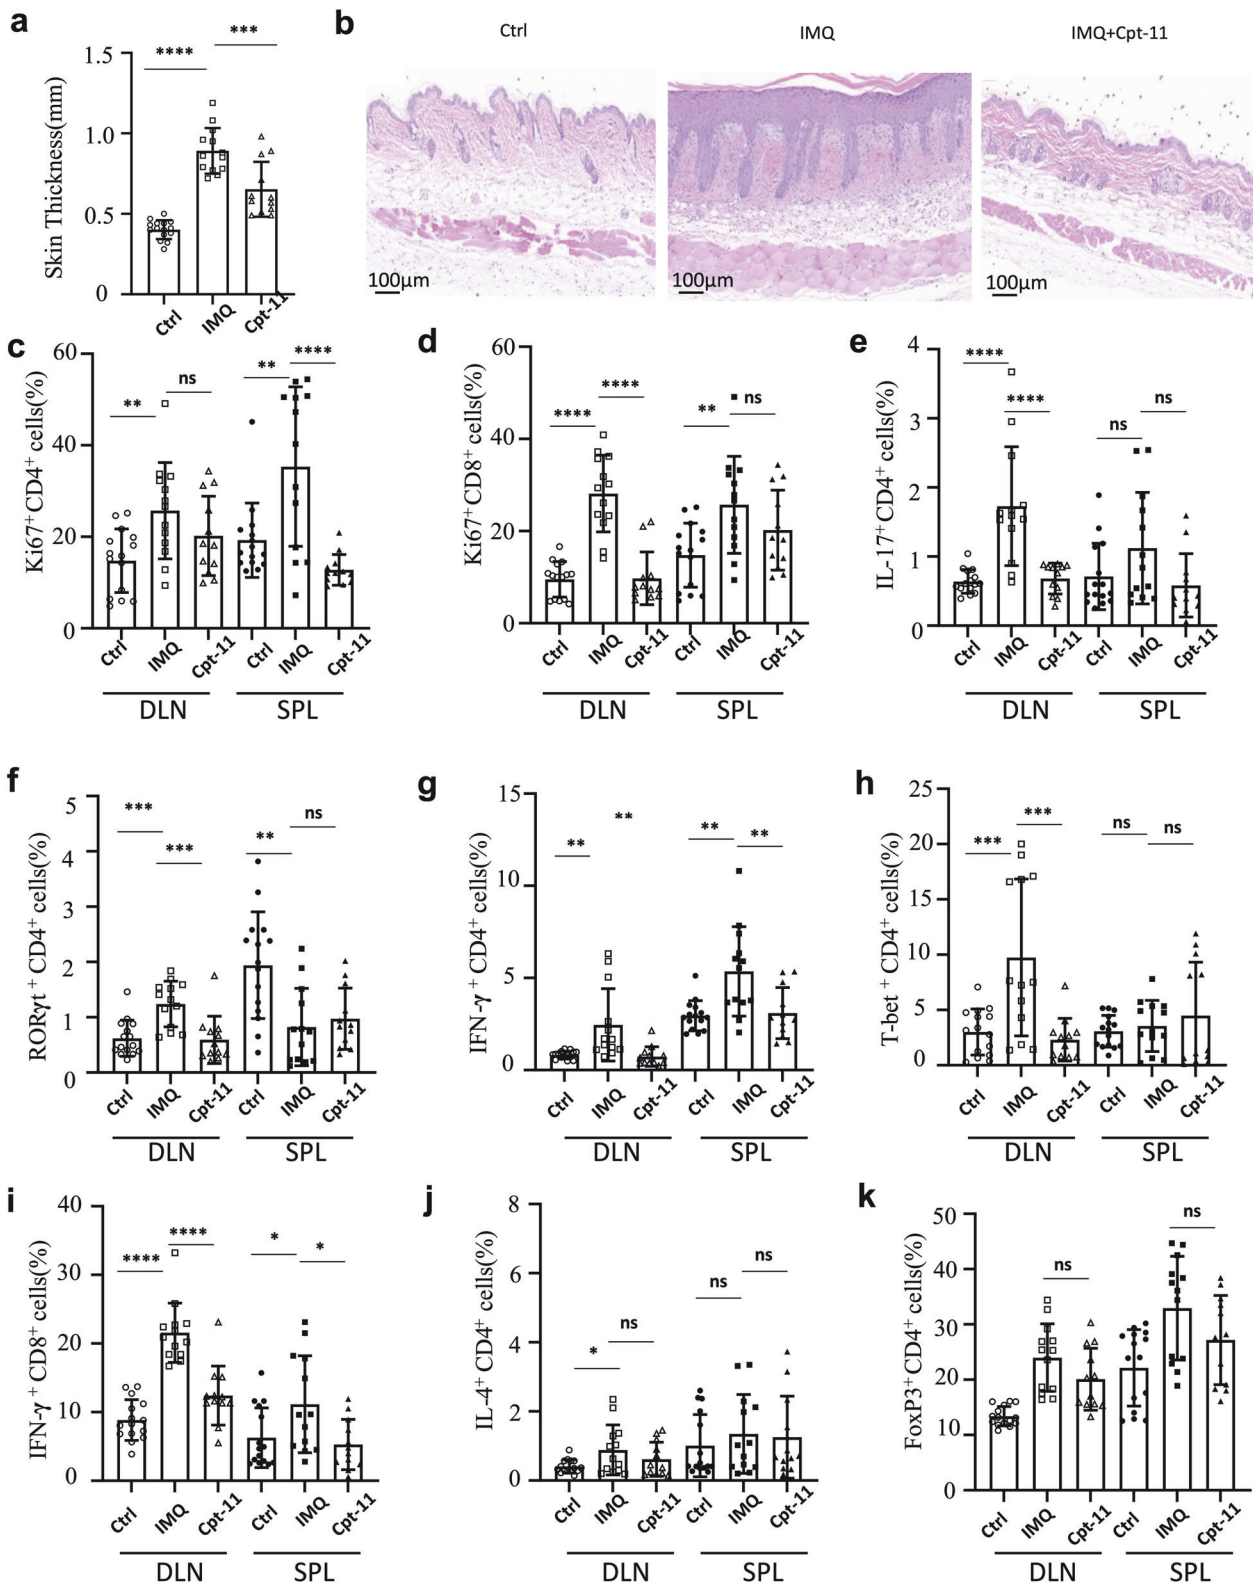 a
Skin Thickness(mm)
1.5
1.0
0.5
0
****
***
Ctrl
IMQ
Cpt-11
b
Ctrl
IMQ
IMQ+Cpt-11
100μm
100μm
100μm
c
Ki67+CD4+ cells(%)
60
40
20
0
**
ns
**
****
Ctrl
IMQ
Cpt-11
Ctrl
IMQ
Cpt-11
DLN
SPL
d
Ki67+CD8+ cells(%)
60
40
20
0
****
****
**
ns
Ctrl
IMQ
Cpt-11
Ctrl
IMQ
Cpt-11
DLN
SPL
e
IL-17+CD4+ cells(%)
4
3
2
1
0
****
****
ns
ns
Ctrl
IMQ
Cpt-11
Ctrl
IMQ
Cpt-11
DLN
SPL
f
RORγt+ CD4+ cells(%)
5
4
3
2
1
0
***
***
**
ns
Ctrl
IMQ
Cpt-11
Ctrl
IMQ
Cpt-11
DLN
SPL
g
IFN-γ+ CD4+ cells(%)
15
10
5
0
**
**
**
**
Ctrl
IMQ
Cpt-11
Ctrl
IMQ
Cpt-11
DLN
SPL
h
T-bet+ CD4+ cells(%)
25
20
15
10
5
0
***
***
ns
ns
Ctrl
IMQ
Cpt-11
Ctrl
IMQ
Cpt-11
DLN
SPL
i
IFN-γ+ CD8+ cells(%)
40
30
20
10
0
****
****
*
*
Ctrl
IMQ
Cpt-11
Ctrl
IMQ
Cpt-11
DLN
SPL
j
IL-4+ CD4+ cells(%)
8
6
4
2
0
*
ns
ns
ns
Ctrl
IMQ
Cpt-11
Ctrl
IMQ
Cpt-11
DLN
SPL
k
FoxP3+ CD4+ cells(%)
50
40
30
20
10
0
ns
ns
Ctrl
IMQ
Cpt-11
Ctrl
IMQ
Cpt-11
DLN
SPL